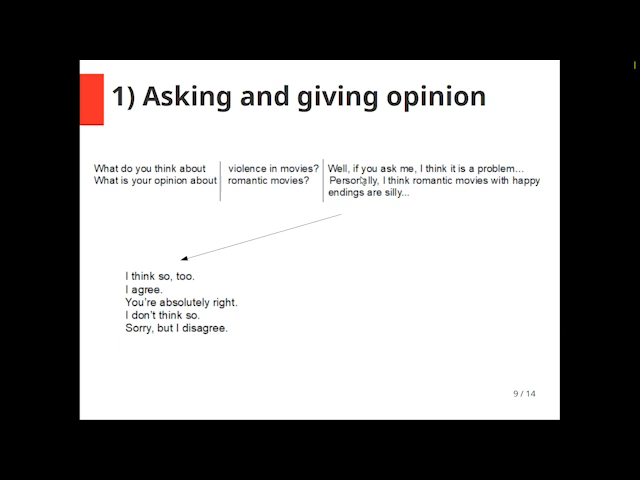 1) Asking and giving opinion
What do you think about violence in movies? Well, if you ask me, I think it is a problem...
What is your opinion about romantic movies? Personally, I think romantic movies with happy
endings are silly...
I think so, too.
I agree.
You're absolutely right.
I don't think so.
Sorry, but I disagree.
9 / 14